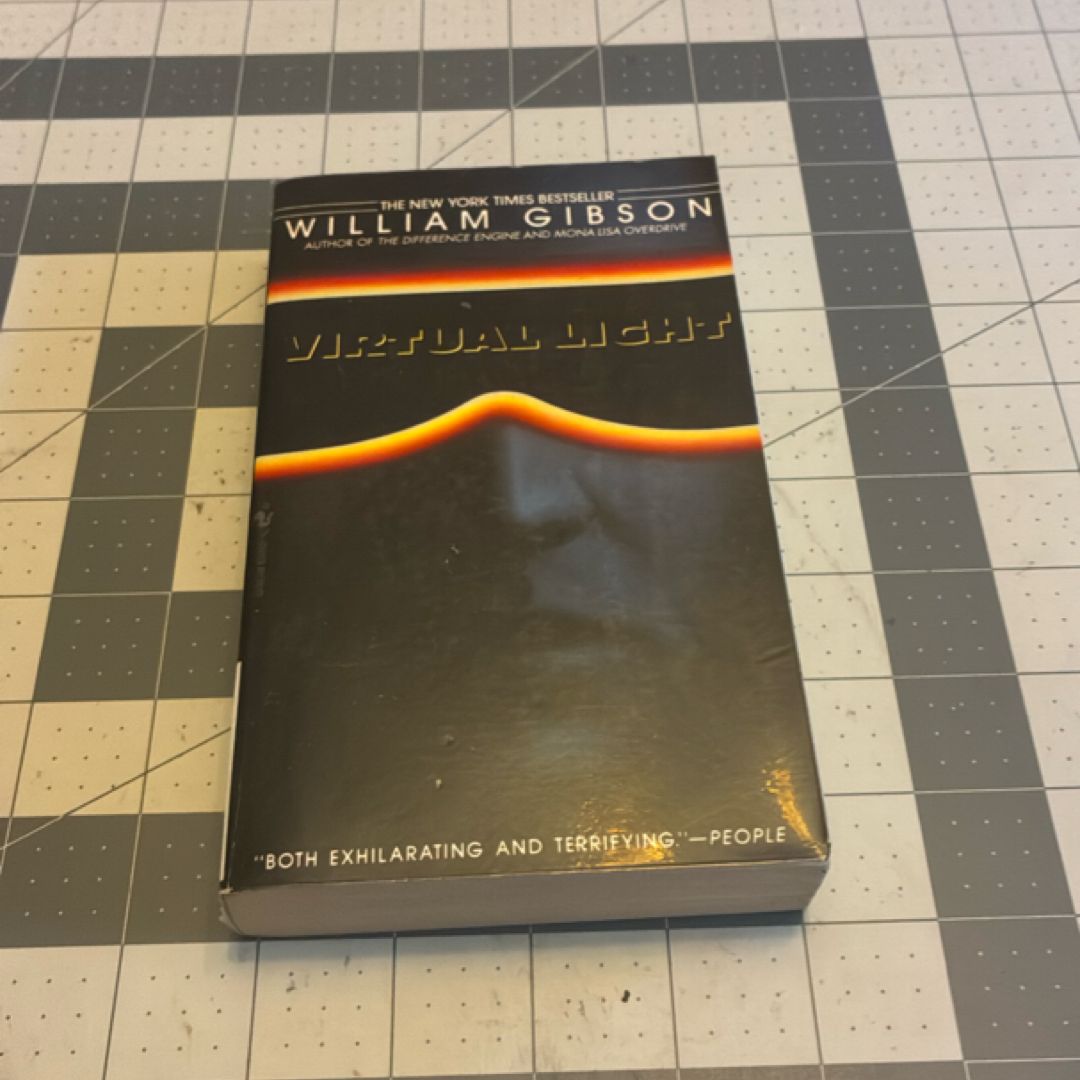 THE NEW YORK TIMES BESTSELLER
WILLIAM GIBSON
AUTHOR OF THE DIFFERENCE ENGINE AND MONA LISA OVERDRIVE
VIRTUAL LIGHT
"BOTH EXHILARATING AND TERRIFYING."—PEOPLE